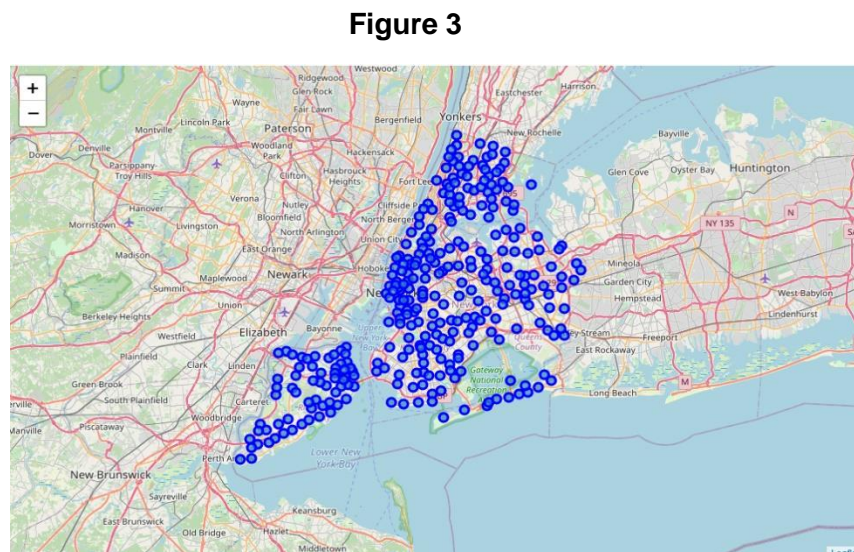 Figure 3
+
−
Westwood
Ridgewood
Glen Rock
Eastchester
Harrison
Wayne
Fair Lawn
Bergenfield
Yonkers
Lincoln Park
Montville
Paterson
New Rochelle
Bayville
Dover
Denville
Woodland Park
Hackensack
Parsippany-
Troy Hills
Clifton
Hasbrouck
Heights
Fort Lee
Glen Cove
Oyster Bay
Huntington
Verona
Hanover
Nutley
Cliffside
Morristown
Livingston
Bloomfield
North Bergen
NY 135
N
North Arlington
Union City
East Orange
Madison
Mineola
Maplewood
Newark
Hoboken
Garden City
Summit
Union
Hempstead
West Babylon
Berkeley Heights
Lindenhurst
Elizabeth
Bayonne
Upper
New York
Bay
Westfield
Queens
County
Stream
Freeport
Plainfield
Linden
East Rockaway
Clark
Gateway
National
Recreation
M
Long Beach
Green Brook
South Plainfield
Carteret
Woodbridge
Manville
Piscataway
Perth
Lower New
York Bay
New Brunswick
Sayreville
Keansburg
East Brunswick
Old Bridge
Hazlet
Middletown